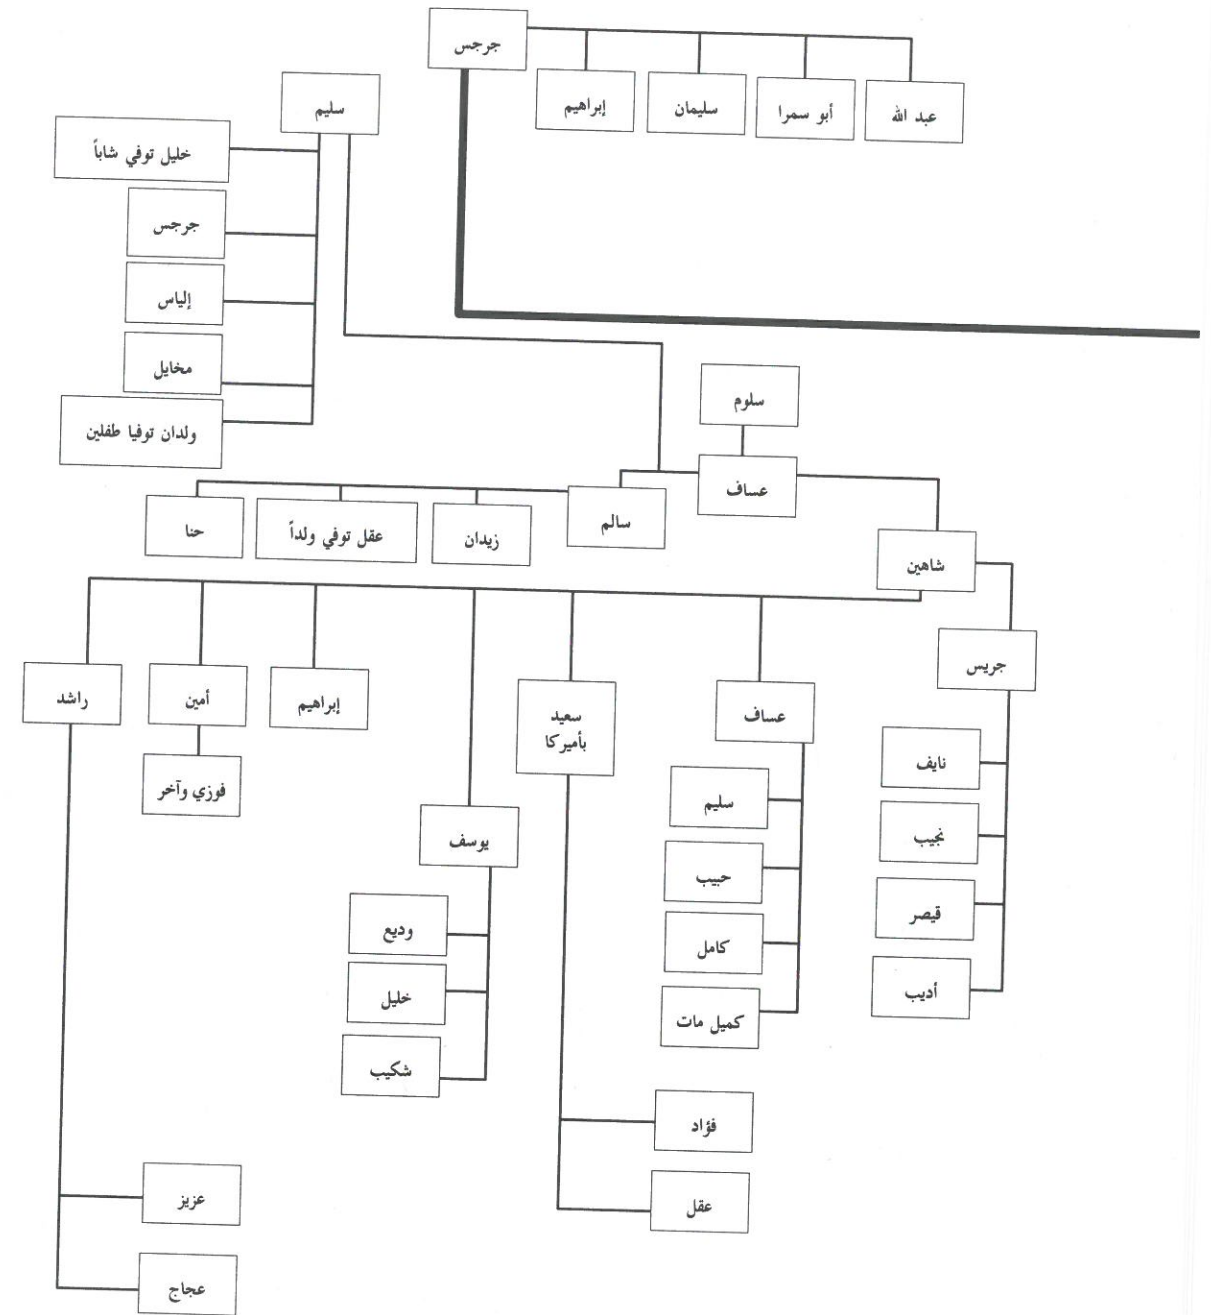 جرجس
إبراهيم
سليمان
أبو سمرا
عبد الله
سليم
خليل توفي شاباً
جرجس
إلياس
مخايل
ولدان توفيا طفلين
سلوم
عساف
سالم
زيدان
عقل توفي ولداً
حنا
شاهين
جريس
نايف
نجيب
قيصر
أديب
عساف
سليم
حبيب
كامل
كميل مات
سعيد
بأميركا
فؤاد
عقل
يوسف
وديع
خليل
شكيب
إبراهيم
أمين
فوزي وآخر
راشد
عزيز
عجاج